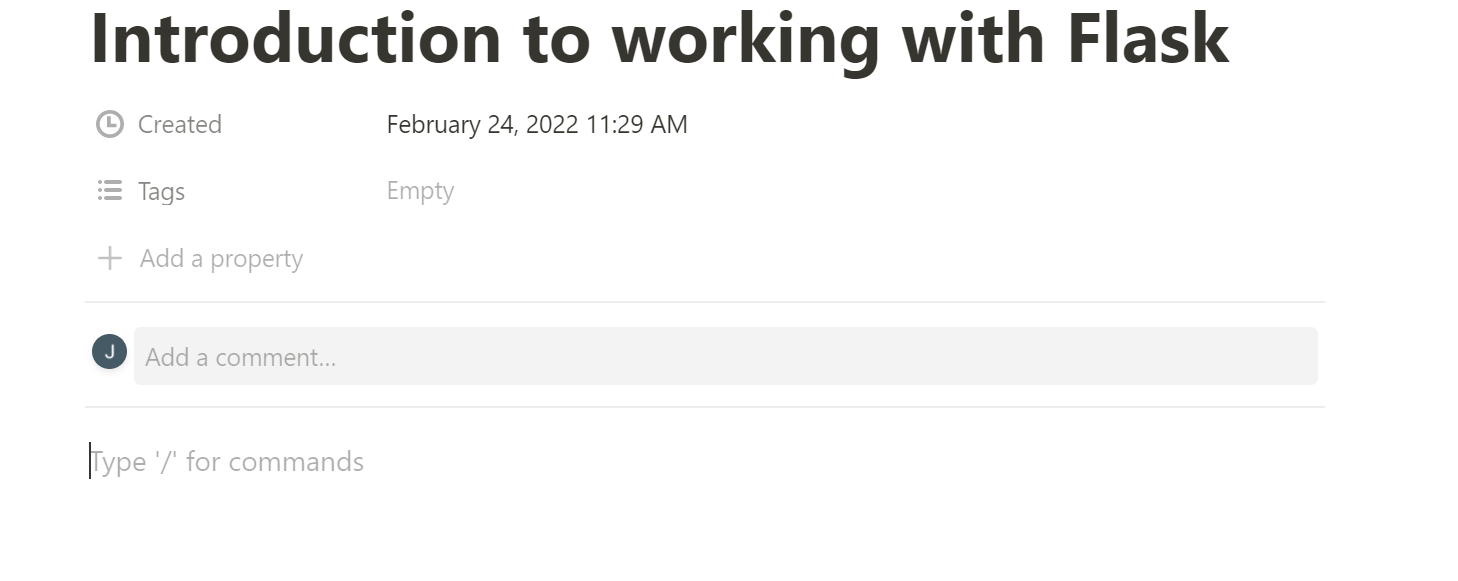 Introduction to working with Flask
Created February 24, 2022 11:29 AM
Tags Empty
Add a property
J Add a comment...
Type '/' for commands